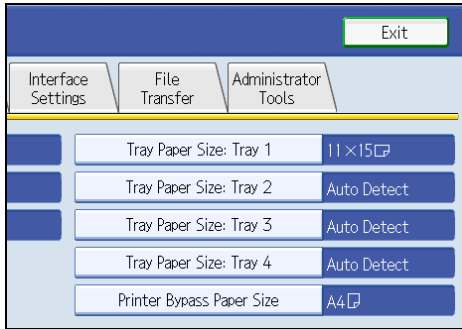 Exit
Interface Settings
File Transfer
Administrator Tools
Tray Paper Size: Tray 1 11×15
Tray Paper Size: Tray 2 Auto Detect
Tray Paper Size: Tray 3 Auto Detect
Tray Paper Size: Tray 4 Auto Detect
Printer Bypass Paper Size A4